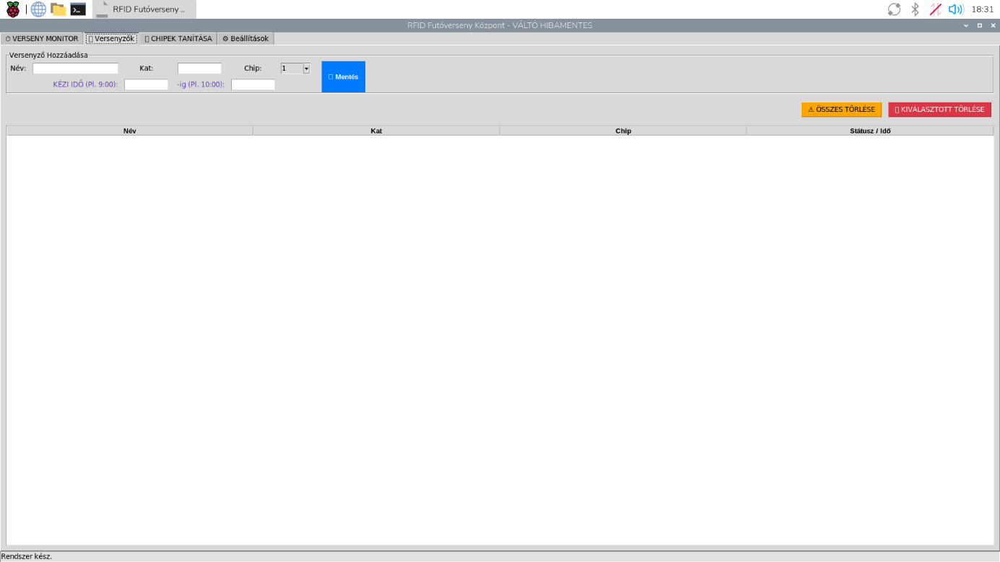 RFID Futóverseny ..
18:31
RFID Futóverseny Központ - VÁLTÓ HIBAMENTES
⏱ VERSENY MONITOR
Versenyzők
CHIPEK TANÍTÁSA
⚙ Beállítások
Versenyző Hozzáadása
Név:
Kat:
Chip:
1
Mentés
KÉZI IDŐ (Pl. 9:00):
-ig (Pl. 10:00):
⚠ ÖSSZES TÖRLÉSE
KIVÁLASZTOTT TÖRLÉSE
Név
Kat
Chip
Státusz / Idő
Rendszer kész.